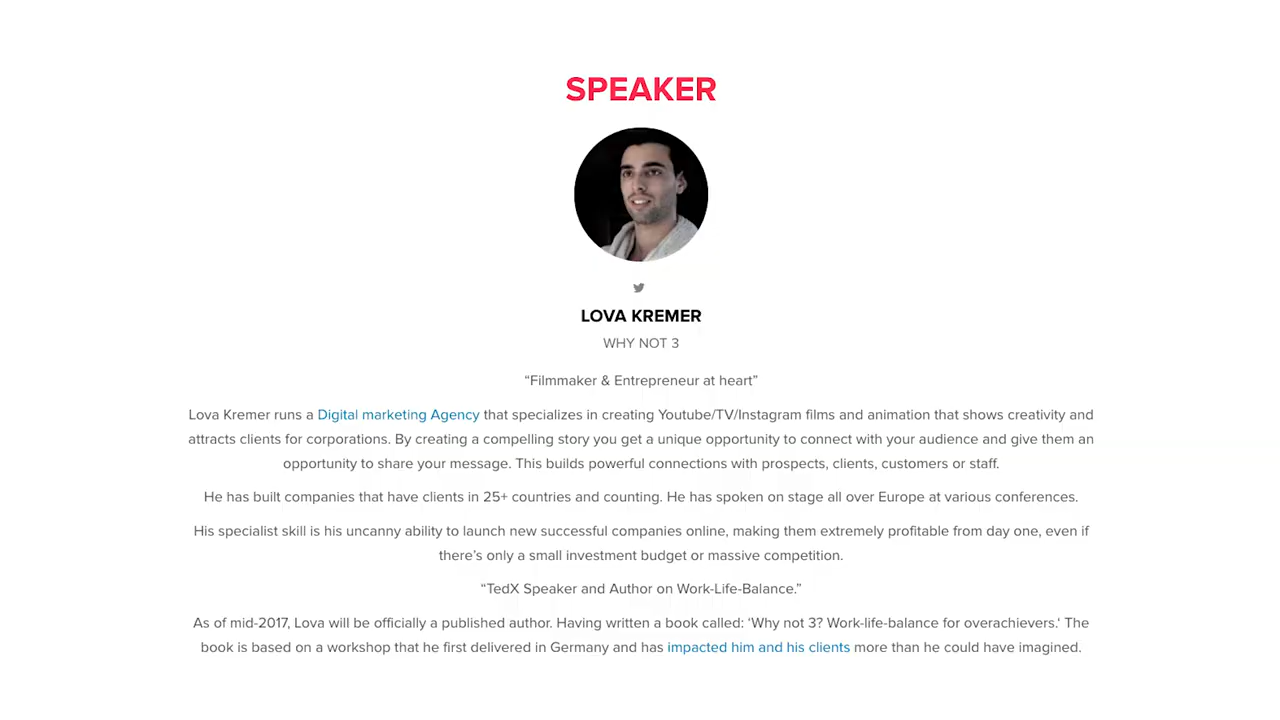 SPEAKER
LOVA KREMER
WHY NOT 3
“Filmmaker & Entrepreneur at heart”
Lova Kremer runs a Digital marketing Agency that specializes in creating Youtube/TV/Instagram films and animation that shows creativity and
attracts clients for corporations. By creating a compelling story you get a unique opportunity to connect with your audience and give them an
opportunity to share your message. This builds powerful connections with prospects, clients, customers or staff.
He has built companies that have clients in 25+ countries and counting. He has spoken on stage all over Europe at various conferences.
His specialist skill is his uncanny ability to launch new successful companies online, making them extremely profitable from day one, even if
there’s only a small investment budget or massive competition.
“TedX Speaker and Author on Work-Life-Balance.”
As of mid-2017, Lova will be officially a published author. Having written a book called: ‘Why not 3? Work-life-balance for overachievers.‘ The
book is based on a workshop that he first delivered in Germany and has impacted him and his clients more than he could have imagined.